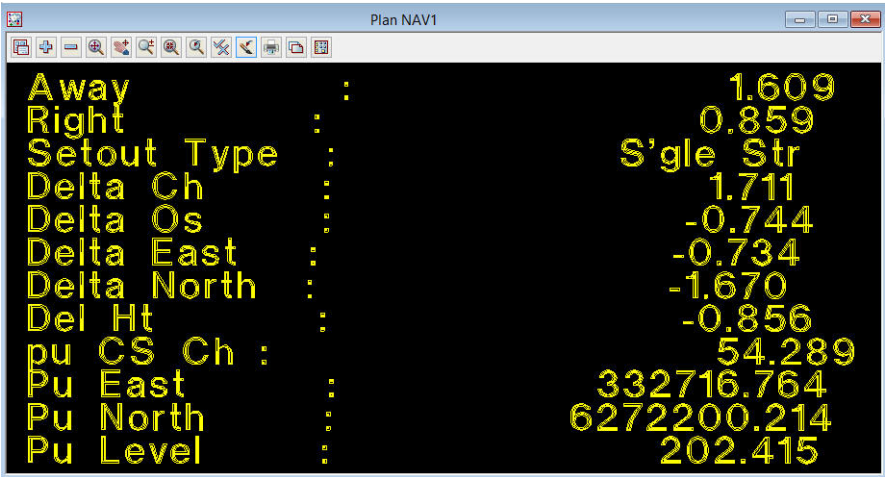 Plan NAV1
Away : 1.609
Right : 0.859
Setout Type : S'gle Str
Delta Ch : 1.711
Delta Os : -0.744
Delta East : -0.734
Delta North : -1.670
Del Ht : -0.856
pu CS Ch : 54.289
Pu East : 332716.764
Pu North : 6272200.214
Pu Level : 202.415